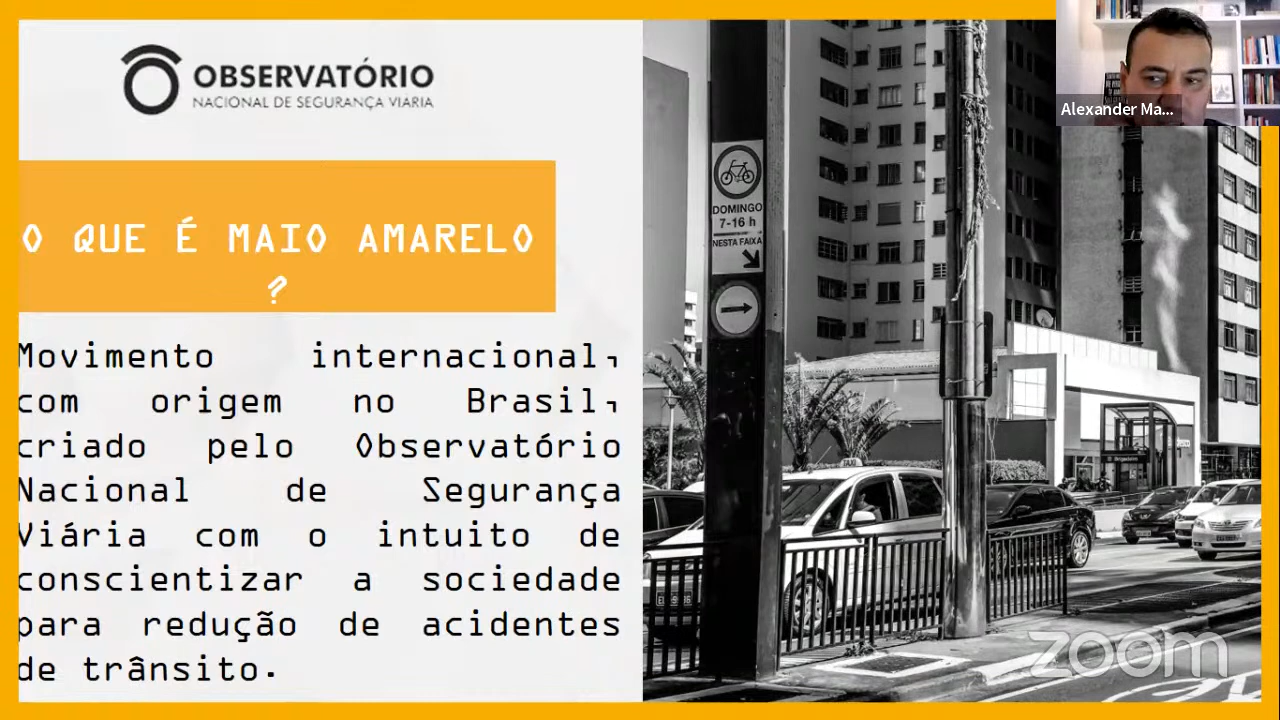 OBSERVATÓRIO
NACIONAL DE SEGURANÇA VIÁRIA
O QUE É MAIO AMARELO
?
Movimento internacional,
com origem no Brasil,
criado pelo Observatório
Nacional de Segurança
Viária com o intuito de
conscientizar a sociedade
para redução de acidentes
de trânsito.
DOMINGO
7-16 h
NESTA FAIXA
TAXI
Alexander Ma...
zoom